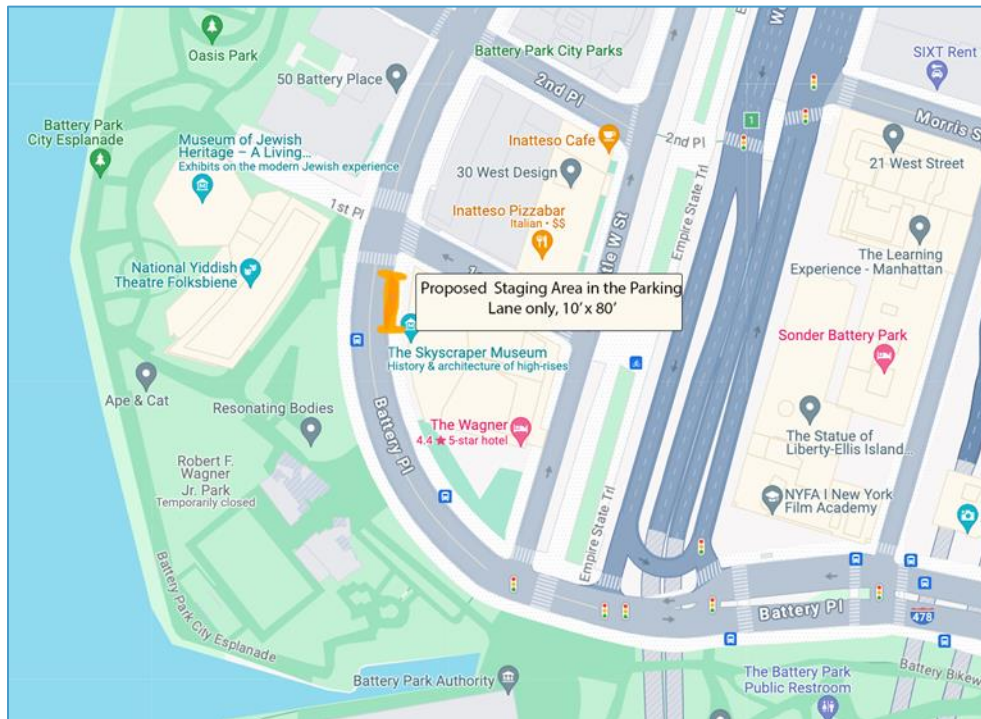 Oasis Park
Battery Park City Parks
50 Battery Place
SIXT Rent
2nd Pl
Battery Park
City Esplanade
Museum of Jewish
Heritage – A Living...
Exhibits on the modern Jewish experience
Inatteso Cafe
2nd Pl
1
Morris S
30 West Design
21 West Street
Empire State Trl
1st Pl
Inatteso Pizzabar
Italian • $$
The Learning
Experience - Manhattan
National Yiddish
Theatre Folksbiene
tle W St
Proposed Staging Area in the Parking
Lane only, 10' x 80'
The Skyscraper Museum
History & architecture of high-rises
Sonder Battery Park
Ape & Cat
Resonating Bodies
Battery Pl
The Wagner
4.4 ★ 5-star hotel
The Statue of
Liberty-Ellis Island...
Robert F.
Wagner
Jr. Park
Temporarily closed
NYFA I New York
Film Academy
Empire State Trl
Battery Park City Esplanade
Battery Pl
478
Battery Park Authority
The Battery Park
Public Restroom
Battery Bikew